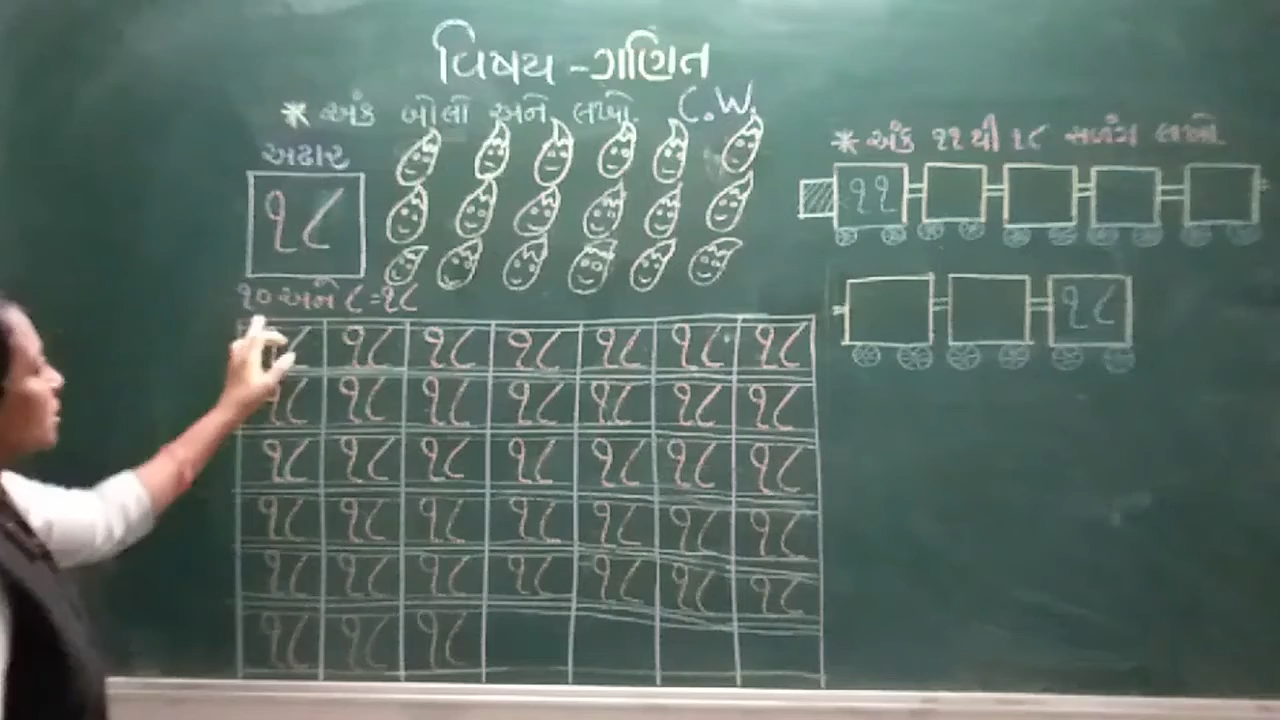 વિષય - ગણિત
* અંક બોલો અને લખો. C.W.
અઢાર
૧૮
૧૦ અને ૮ = ૧૮
૧૮ ૧૮ ૧૮ ૧૮ ૧૮ ૧૮
૧૮ ૧૮ ૧૮ ૧૮ ૧૮ ૧૮ ૧૮
૧૮ ૧૮ ૧૮ ૧૮ ૧૮ ૧૮ ૧૮
૧૮ ૧૮ ૧૮ ૧૮ ૧૮ ૧૮ ૧૮
૧૮ ૧૮ ૧૮ ૧૮ ૧૮ ૧૮ ૧૮
૧૮ ૧૮ ૧૮
* અંક ૧૧ થી ૧૮ સળંગ લખો.
૧૧
૧૮